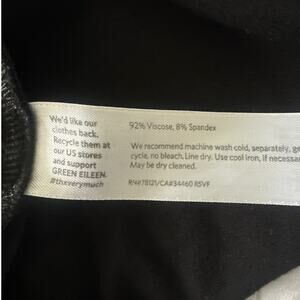 We'd like our
clothes back.
Recycle them at
our US stores
and support
GREEN EILEEN.
#thxverymuch
92% Viscose, 8% Spandex
We recommend machine wash cold, separately, ge
cycle, no bleach. Line dry. Use cool iron, if necessar
May be dry cleaned.
RN#78121/CA#34460 RSVF